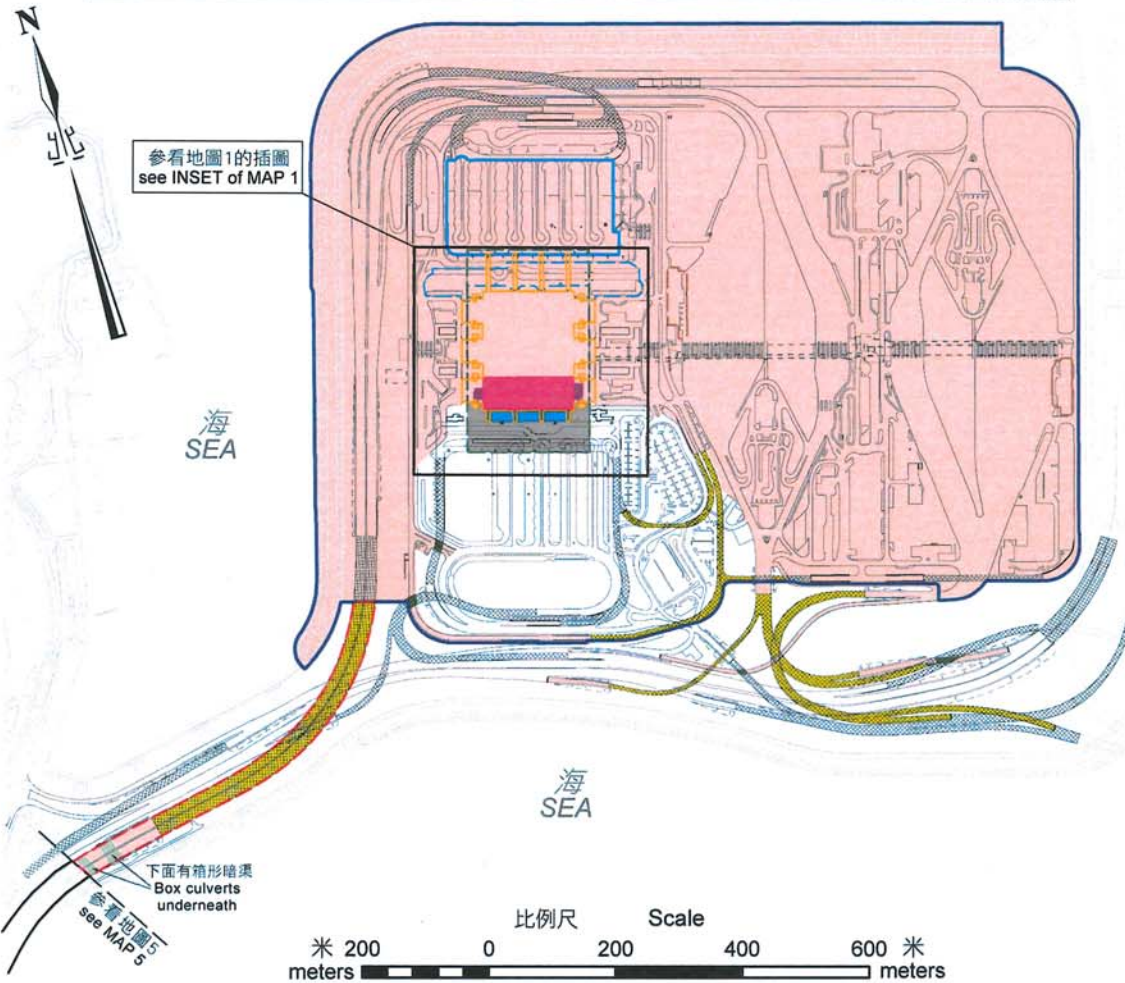 N
北
參看地圖1的插圖
see INSET of MAP 1
海
SEA
海
SEA
下面有箱形暗渠
Box culverts
underneath
參看地圖5
see MAP 5
比例尺 Scale
米 200 0 200 400 600 米
meters meters